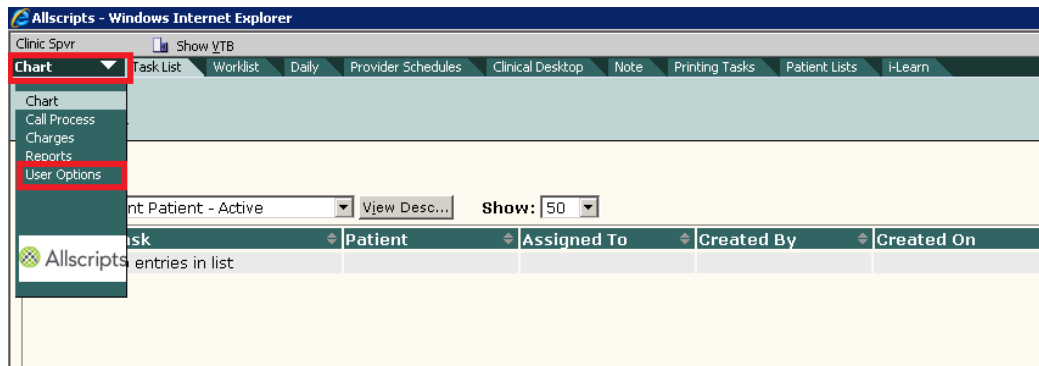 Allscripts - Windows Internet Explorer
Clinic Spvr Show VTB
Chart Task List Worklist Daily Provider Schedules Clinical Desktop Note Printing Tasks Patient Lists i-Learn
Chart
Call Process
Charges
Reports
User Options
nt Patient - Active View Desc... Show: 50
sk Patient Assigned To Created By Created On
Allscripts entries in list